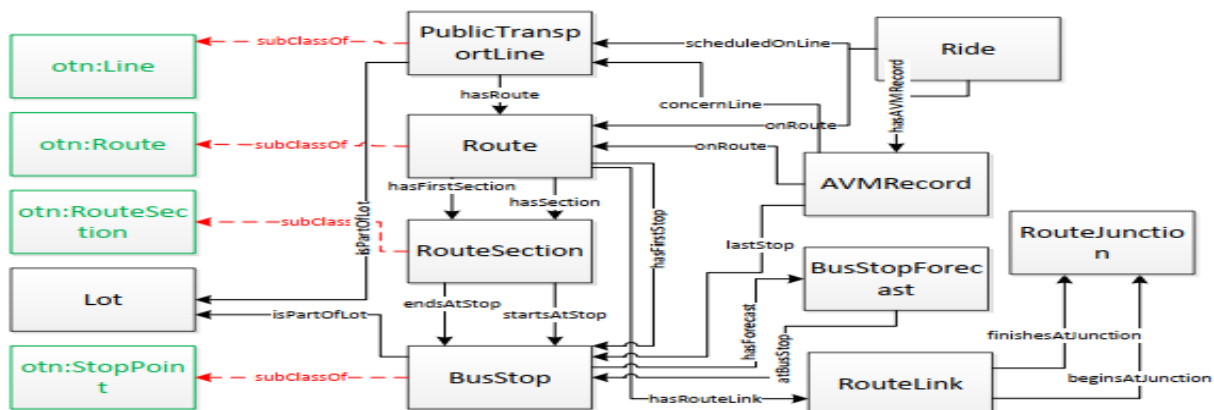 otn:Line
otn:Route
otn:RouteSec
tion
Lot
otn:StopPoin
t
subClassOf
subClassOf
subClass
isPartOfLot
isPartOfLot
subClassOf
PublicTransp
ortLine
hasRoute
Route
hasFirstSection
hasSection
RouteSection
endsAtStop
startsAtStop
BusStop
scheduledOnLine
concernLine
onRoute
onRoute
hasFirstStop
lastStop
hasForecast
atBusStop
hasRouteLink
Ride
hasAVMRecord
AVMRecord
BusStopForec
ast
RouteLink
RouteJunctio
n
finishesAtJunction
beginsAtJunction